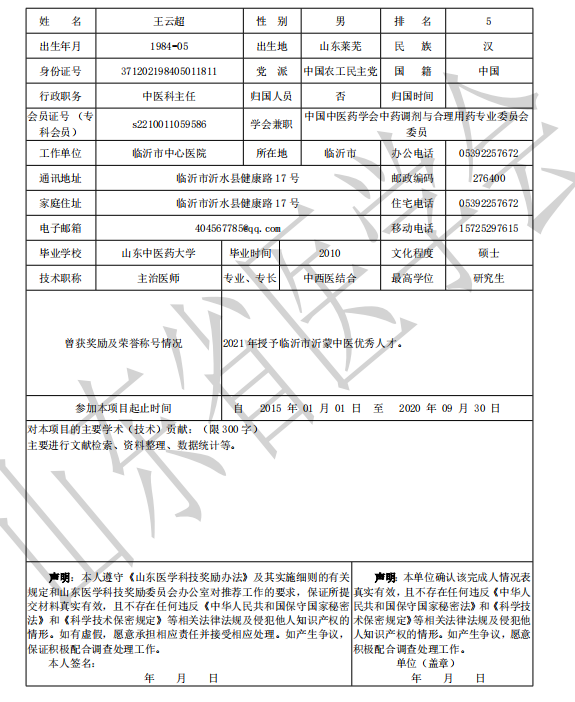 姓 名 王云超 性 别 男 排 名 5
出生年月 1984-05 出生地 山东莱芜 民 族 汉
身份证号 371202198405011811 党 派 中国农工民主党 国 籍 中国
行政职务 中医科主任 归国人员 否 归国时间
会员证号 （专科会员） s2210011059586 学会兼职 中国中医药学会中药调剂与合理用药专业委员会委员
工作单位 临沂市中心医院 所在地 临沂市 办公电话 05392257672
通讯地址 临沂市沂水县健康路17号 邮政编码 276400
家庭住址 临沂市沂水县健康路17号 住宅电话 05392257672
电子邮箱 404567785@qq.com 移动电话 15725297615
毕业学校 山东中医药大学 毕业时间 2010 文化程度 硕士
技术职称 主治医师 专业、专长 中西医结合 最高学位 研究生
曾获奖励及荣誉称号情况 2021年授予临沂市沂蒙中医优秀人才。
参加本项目起止时间 自 2015 年 01 月 01 日 至 2020 年 09 月 30 日
对本项目的主要学术（技术）贡献：（限300字）
主要进行文献检索、资料整理、数据统计等。
声明：本人遵守《山东医学科技奖励办法》及其实施细则的有关
规定和山东医学科技奖励委员会办公室对推荐工作的要求，保证所提
交材料真实有效，且不存在任何违反《中华人民共和国保守国家秘密
法》和《科学技术保密规定》等相关法律法规及侵犯他人知识产权的
情形。如有虚假，愿意承担相应责任并接受相应处理。如产生争议，
保证积极配合调查处理工作。
本人签名：
年 月 日
声明：本单位确认该完成人情况表
真实有效，且不存在任何违反《中华人
民共和国保守国家秘密法》和《科学技
术保密规定》等相关法律法规及侵犯他
人知识产权的情形。如产生争议，愿意
积极配合调查处理工作。
单位（盖章）
年 月 日
山东省医学会